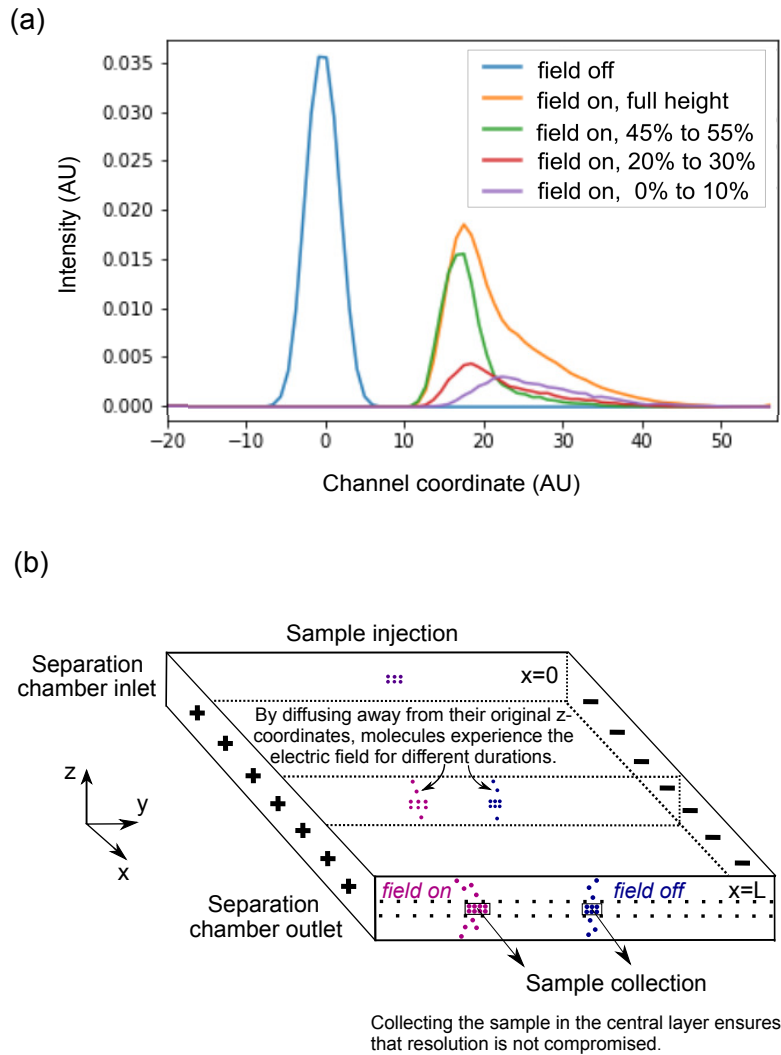 (a)
0.035
0.030
0.025
0.020
0.015
0.010
0.005
0.000
Intensity (AU)
field off
field on, full height
field on, 45% to 55%
field on, 20% to 30%
field on,  0% to 10%
−20
−10
0
10
20
30
40
50
Channel coordinate (AU)
(b)
Sample injection
Separation
chamber inlet
x=0
By diffusing away from their original z-
coordinates, molecules experience the
electric field for different durations.
z
y
x
field on
field off
x=L
Separation
chamber outlet
Sample collection
Collecting the sample in the central layer ensures
that resolution is not compromised.